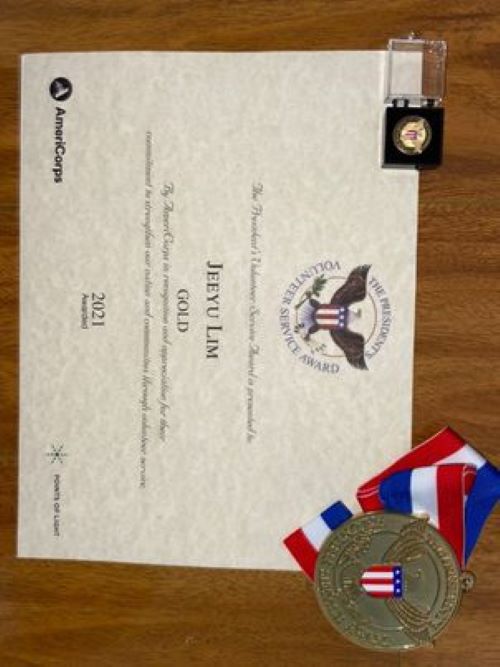 THE PRESIDENT'S
VOLUNTEER SERVICE AWARD
The President's Volunteer Service Award is presented to
JEEYU LIM
GOLD
By AmeriCorps in recognition and appreciation for their
commitment to strengthen our nation and communities through volunteer service.
2021
Awarded
AmeriCorps
POINTS OF LIGHT